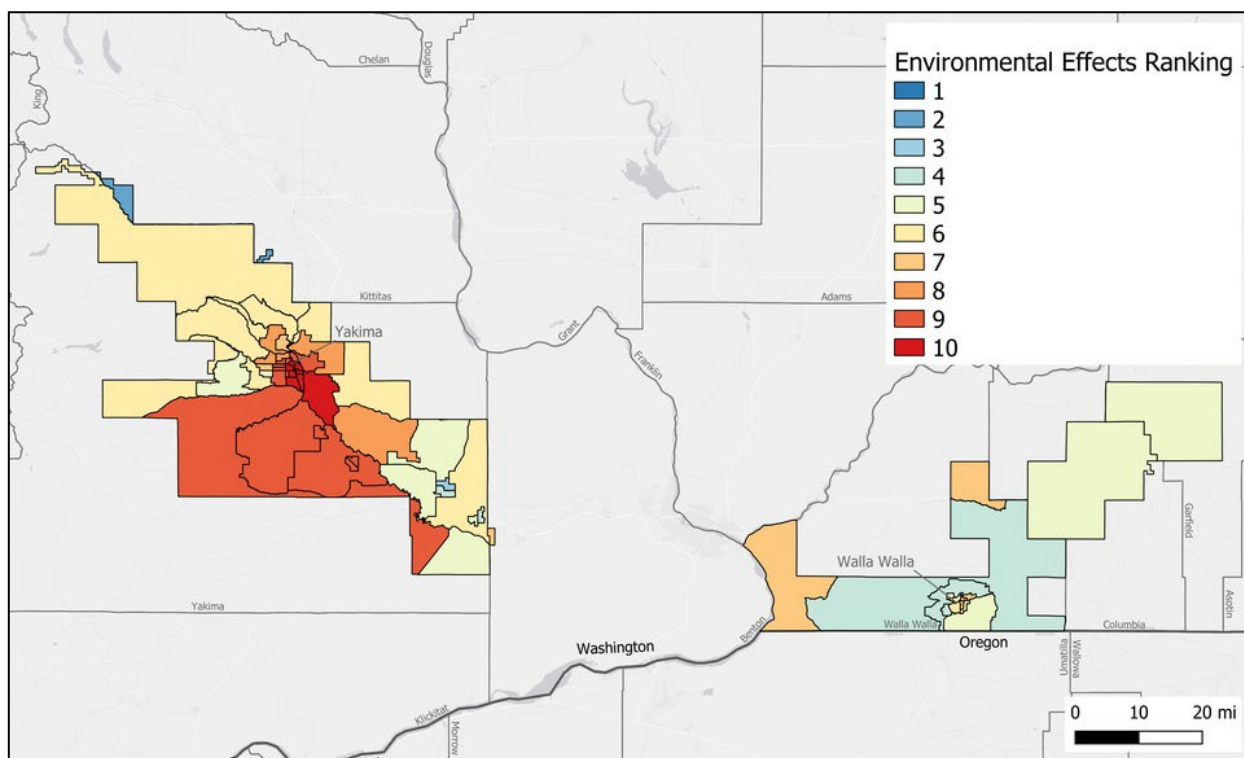 Chelan
Douglas
King
Environmental Effects Ranking
1
2
3
4
5
6
7
8
9
10
Kittitas
Adams
Grant
Yakima
Franklin
Garfield
Walla Walla
Asotin
Yakima
Walla Walla
Columbia
Benton
Washington
Oregon
Umatilla
Wallowa
Klickitat
Morrow
0 10 20 mi